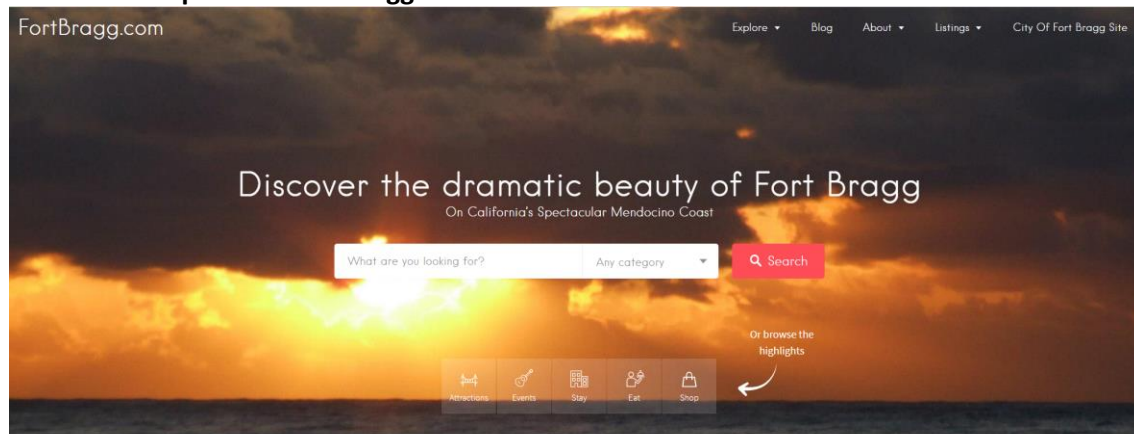 FortBragg.com
Explore
Blog
About
Listings
City Of Fort Bragg Site
Discover the dramatic beauty of Fort Bragg
On California's Spectacular Mendocino Coast
What are you looking for?
Any category
Search
Or browse the
highlights
Attractions
Events
Stay
Eat
Shop